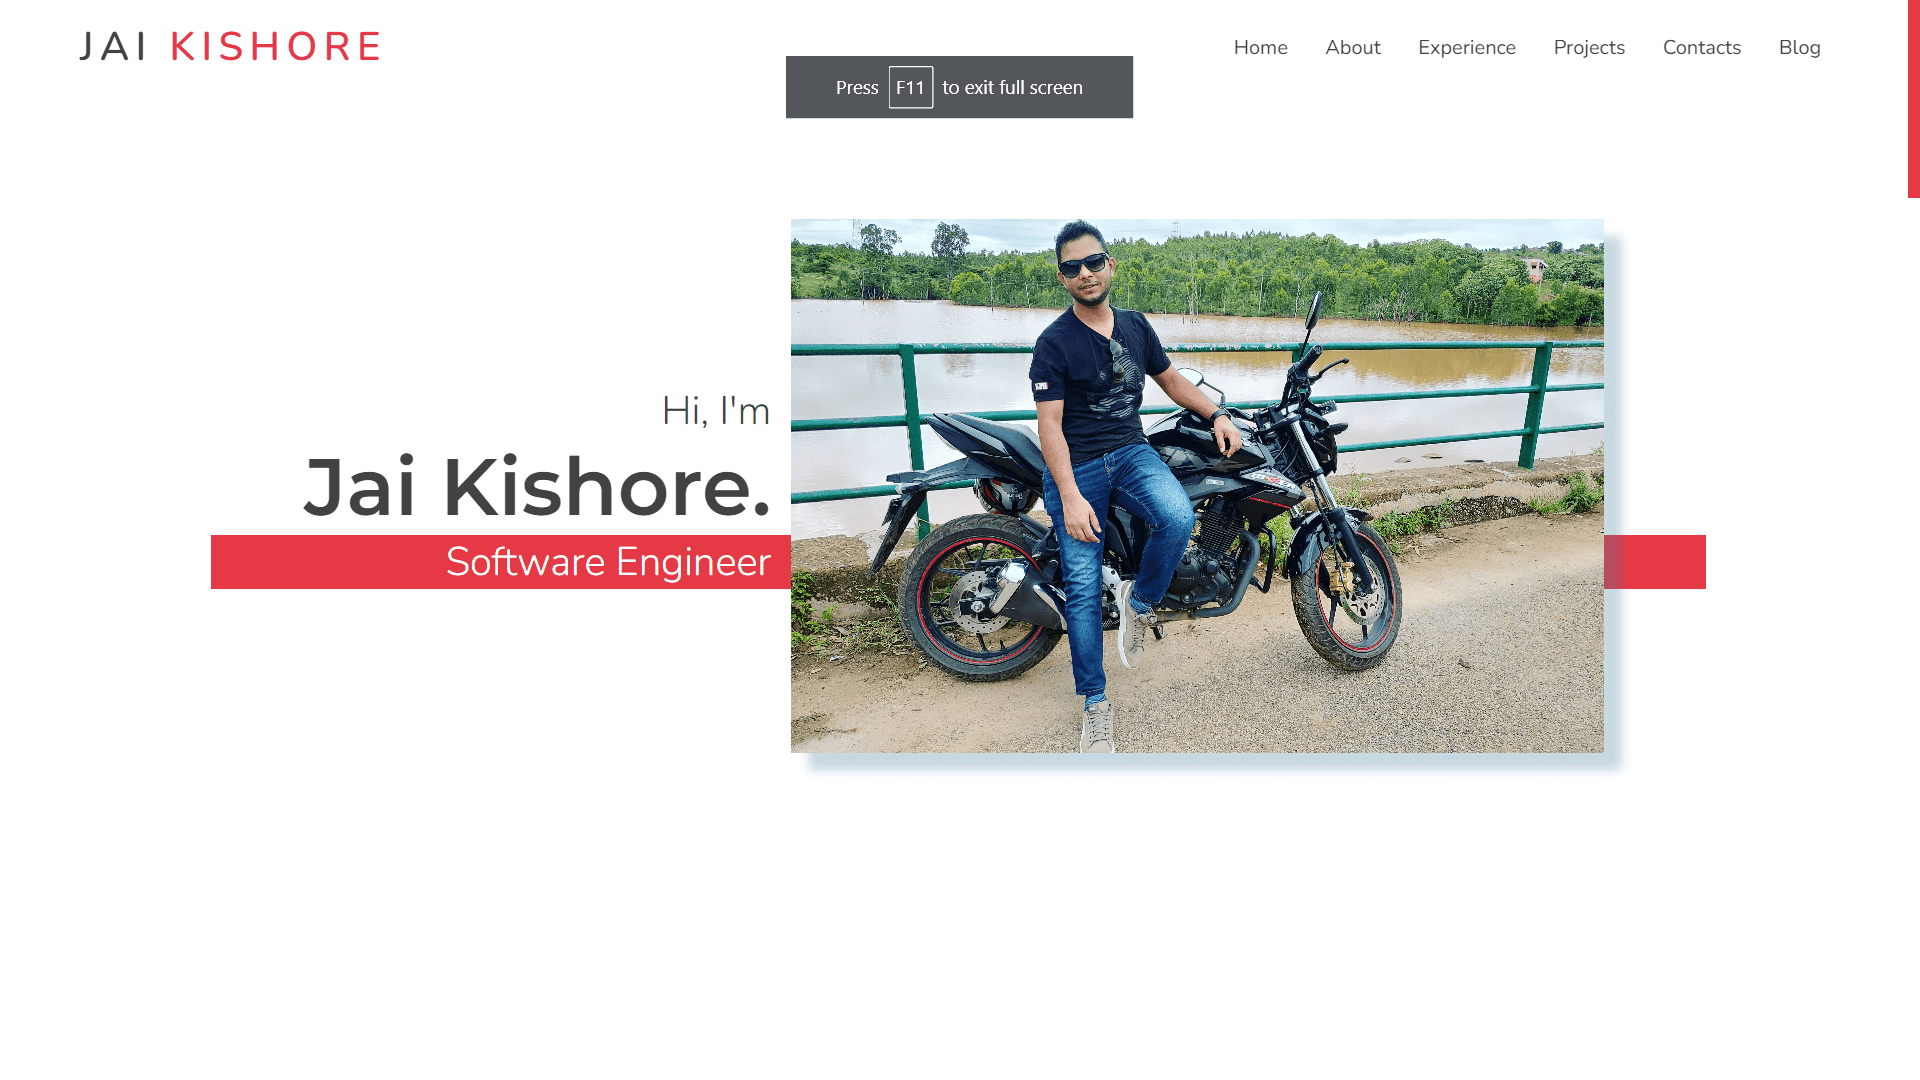 JAI KISHORE
Home About Experience Projects Contacts Blog
Press F11 to exit full screen
Hi, I'm
Jai Kishore.
Software Engineer